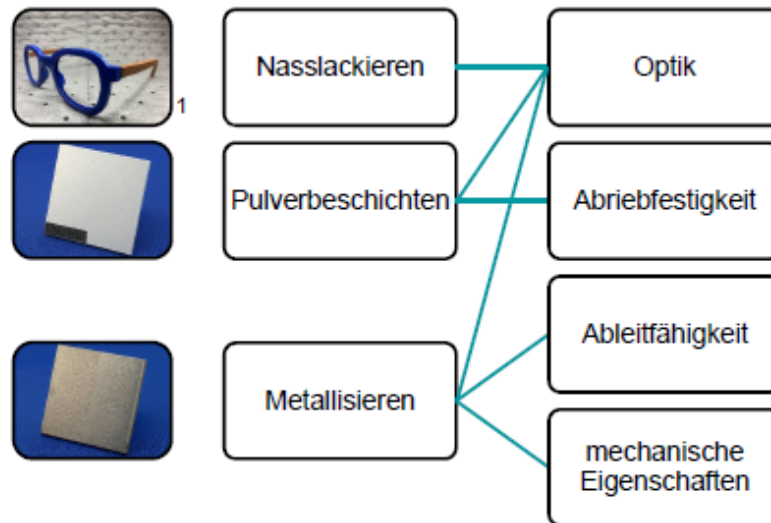 1
Nasslackieren
Optik
Pulverbeschichten
Abriebfestigkeit
Ableitfähigkeit
Metallisieren
mechanische
Eigenschaften